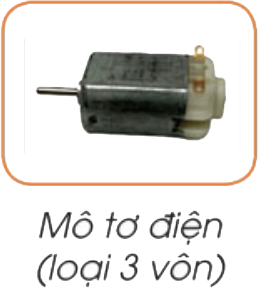 Mô tơ điện
(loại 3 vôn)